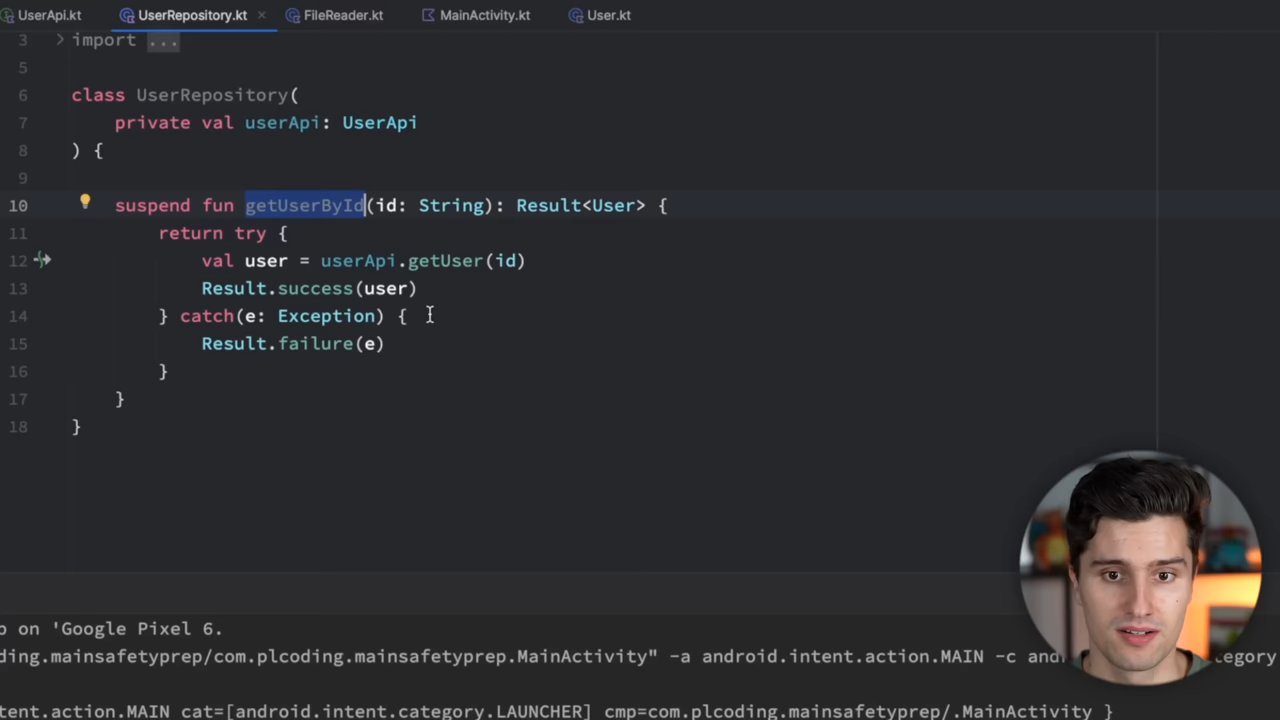 UserApi.kt UserRepository.kt × FileReader.kt MainActivity.kt User.kt
3 > import ...
5
6 class UserRepository(
7 private val userApi: UserApi
8 ) {
9
10 suspend fun getUserById(id: String): Result<User> {
11 return try {
12 val user = userApi.getUser(id)
13 Result.success(user)
14 } catch(e: Exception) {
15 Result.failure(e)
16 }
17 }
18 }
p on 'Google Pixel 6.
ding.mainsafetyprep/com.plcoding.mainsafetyprep.MainActivity" -a android.intent.action.MAIN -c and tegory
tent.action.MAIN cat=[android.intent.category.LAUNCHER] cmp=com.plcoding.mainsafetyprep/.MainActivity }